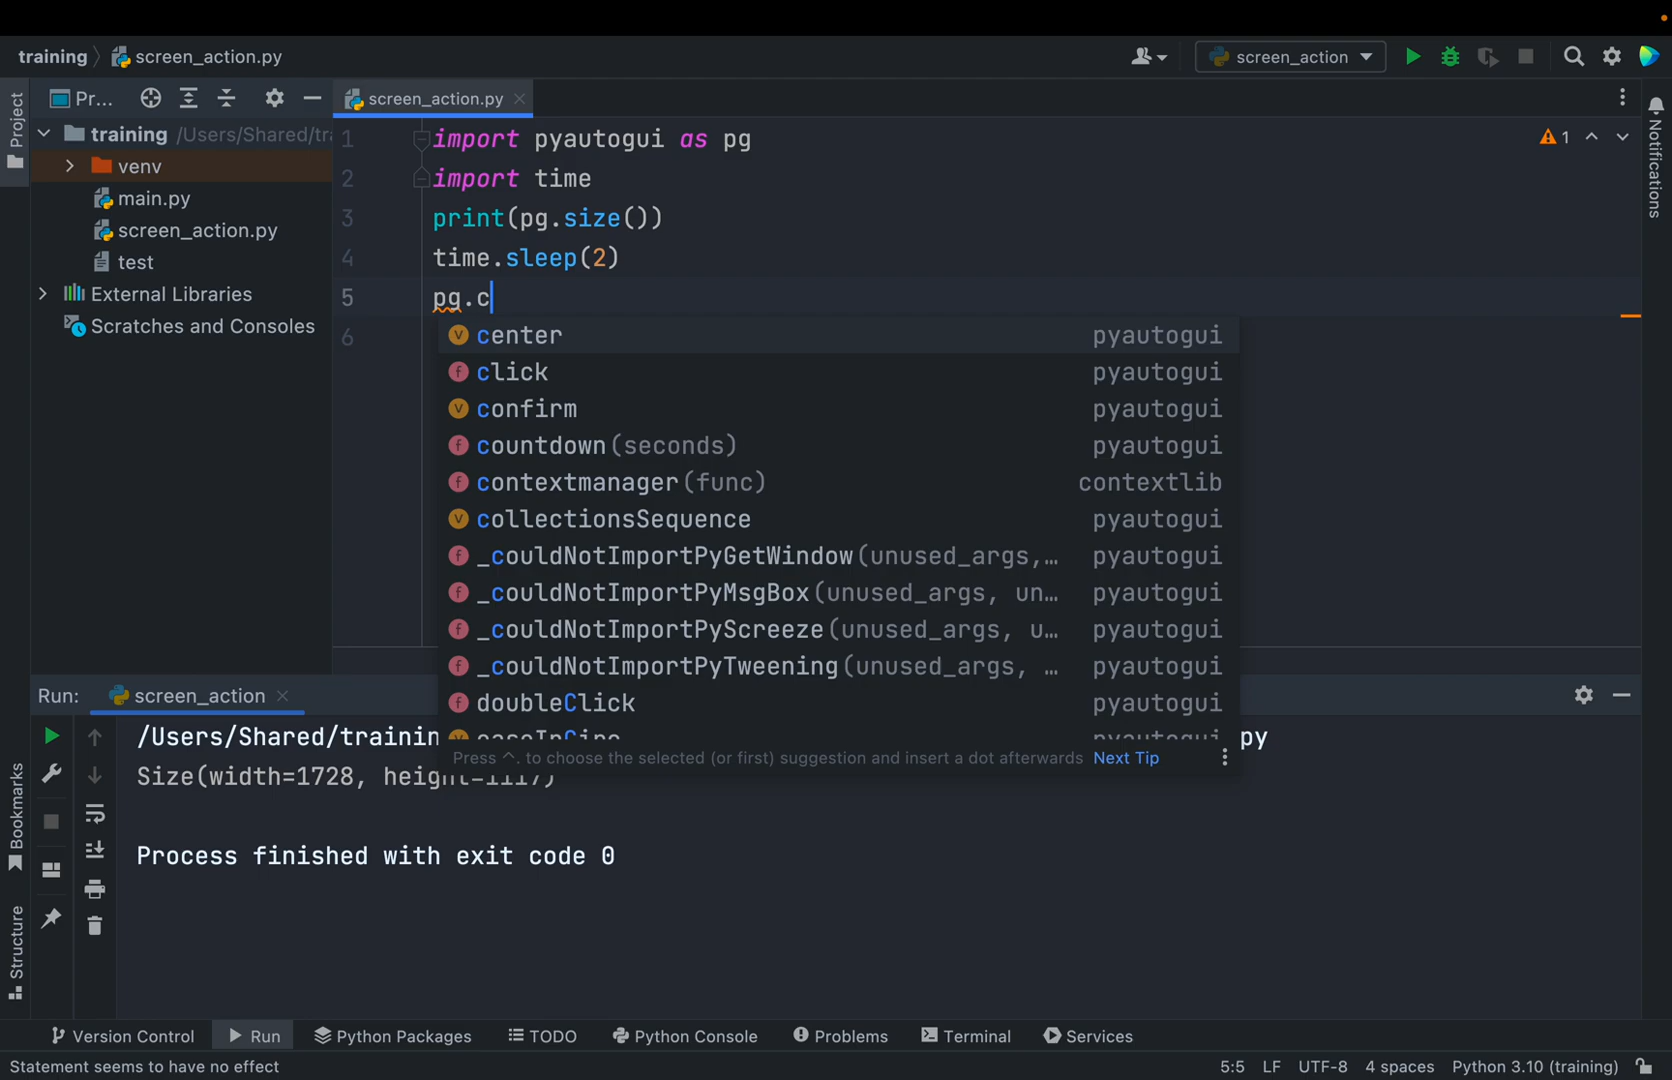 training screen_action.py
screen_action
Project
Pr...
screen_action.py
training /Users/Shared/tr
venv
main.py
screen_action.py
test
External Libraries
Scratches and Consoles
1 import pyautogui as pg
2 import time
3 print(pg.size())
4 time.sleep(2)
5 pg.c
6
1
Notifications
center pyautogui
click pyautogui
confirm pyautogui
countdown(seconds) pyautogui
contextmanager(func) contextlib
collectionsSequence pyautogui
_couldNotImportPyGetWindow(unused_args,... pyautogui
_couldNotImportPyMsgBox(unused_args, un... pyautogui
_couldNotImportPyScreeze(unused_args, u... pyautogui
_couldNotImportPyTweening(unused_args, ... pyautogui
doubleClick pyautogui
easeInCirc pyautogui
Press ^. to choose the selected (or first) suggestion and insert a dot afterwards Next Tip
Run: screen_action
/Users/Shared/trainin py
Size(width=1728, height=1117)
Process finished with exit code 0
Bookmarks
Structure
Version Control Run Python Packages TODO Python Console Problems Terminal Services
Statement seems to have no effect 5:5 LF UTF-8 4 spaces Python 3.10 (training)